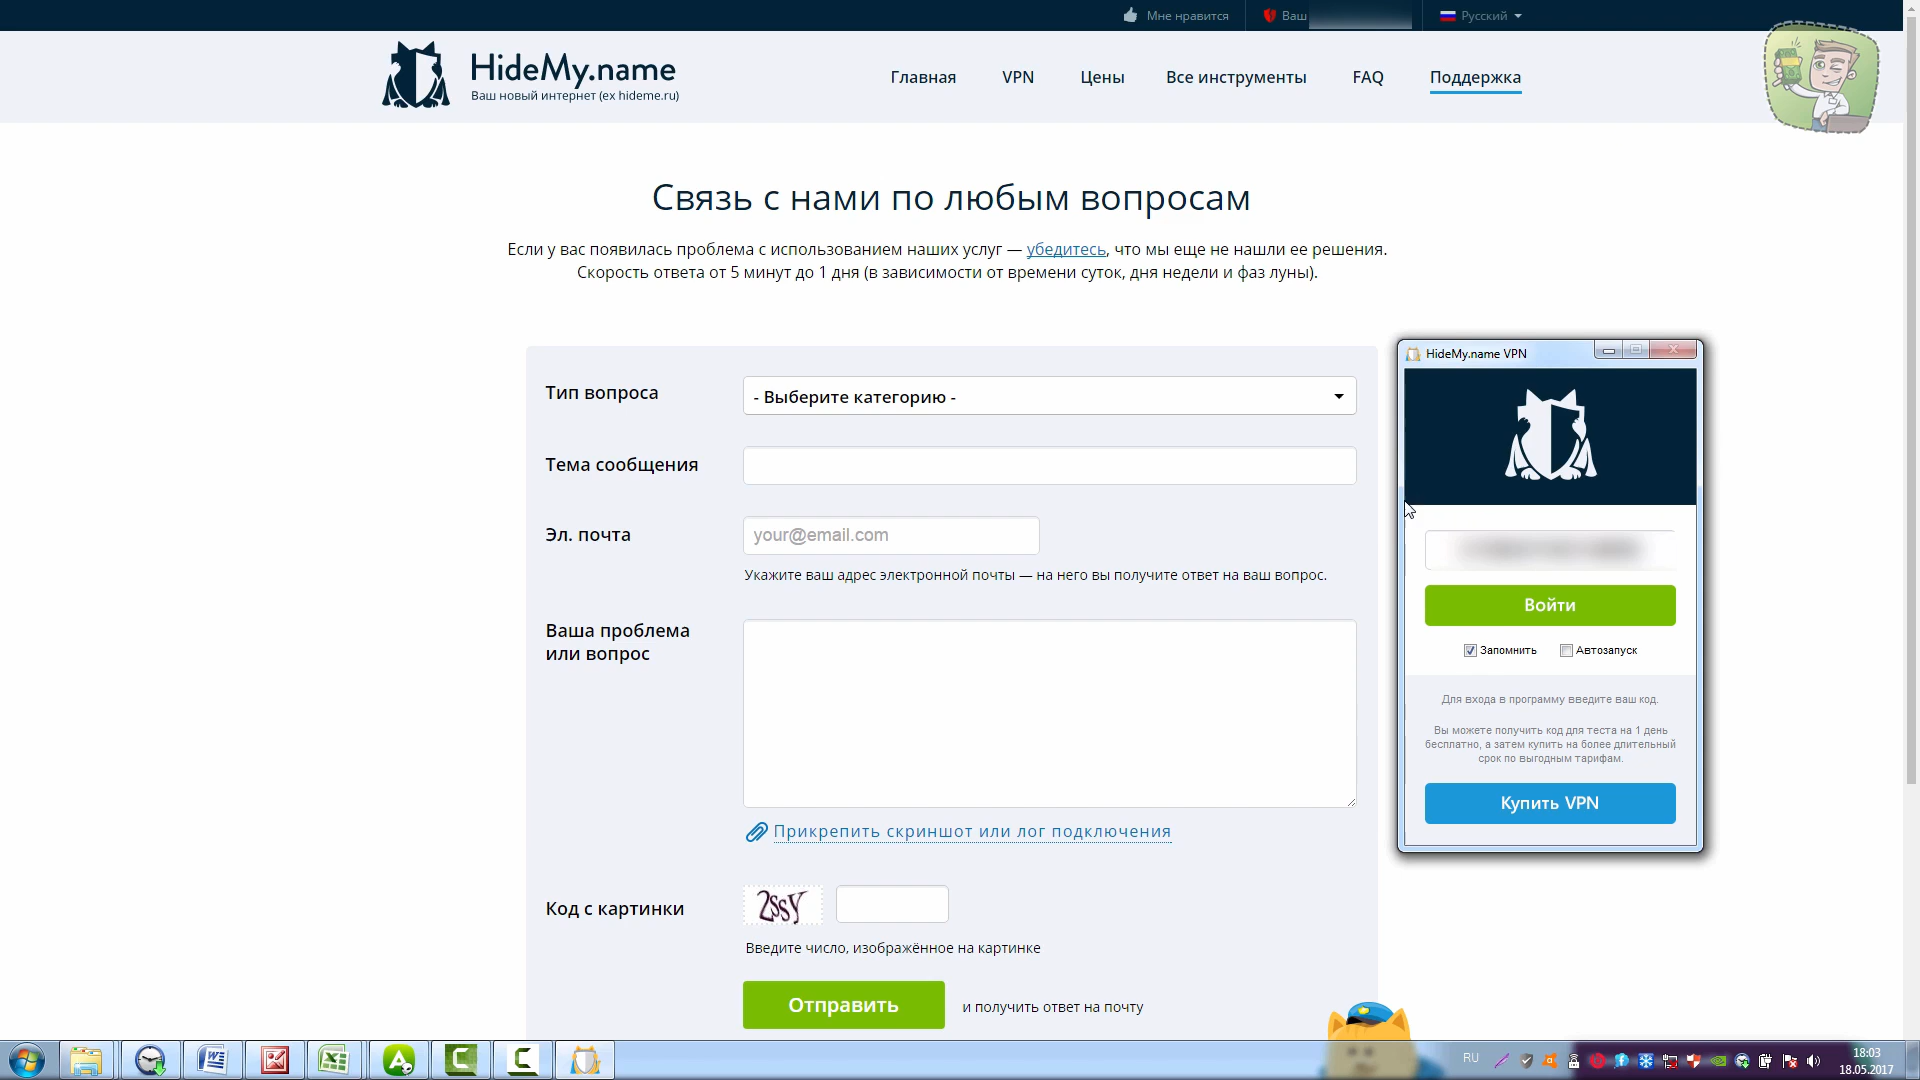 Мне нравится
Ваш
Русский
HideMy.name
Ваш новый интернет (ex hideme.ru)
Главная
VPN
Цены
Все инструменты
FAQ
Поддержка
Связь с нами по любым вопросам
Если у вас появилась проблема с использованием наших услуг — убедитесь, что мы еще не нашли ее решения.
Скорость ответа от 5 минут до 1 дня (в зависимости от времени суток, дня недели и фаз луны).
Тип вопроса
- Выберите категорию -
Тема сообщения
Эл. почта
your@email.com
Укажите ваш адрес электронной почты — на него вы получите ответ на ваш вопрос.
Ваша проблема
или вопрос
Прикрепить скриншот или лог подключения
Код с картинки
2ssY
Введите число, изображённое на картинке
Отправить
и получить ответ на почту
HideMy.name VPN
Войти
Запомнить
Автозапуск
Для входа в программу введите ваш код.
Вы можете получить код для теста на 1 день
бесплатно, а затем купить на более длительный
срок по выгодным тарифам.
Купить VPN
RU
18:03
18.05.2017